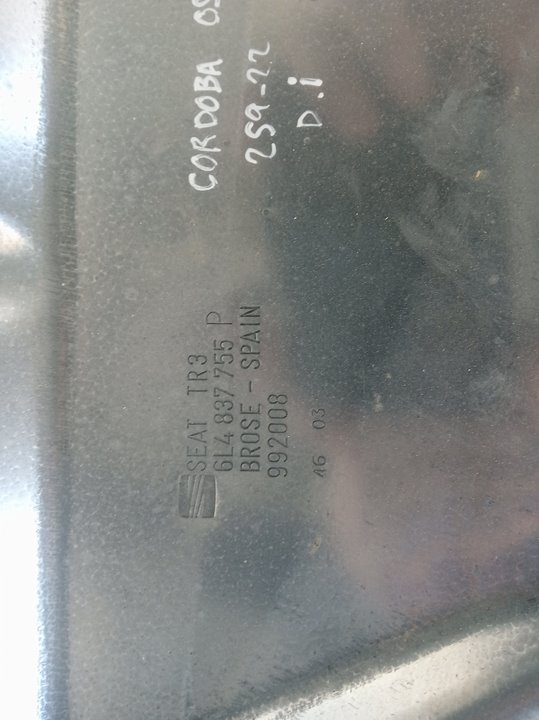 CORDOBA
259-22
D.i
SEAT TR3
6L4 837 755 P
BROSE - SPAIN
992008
46 03